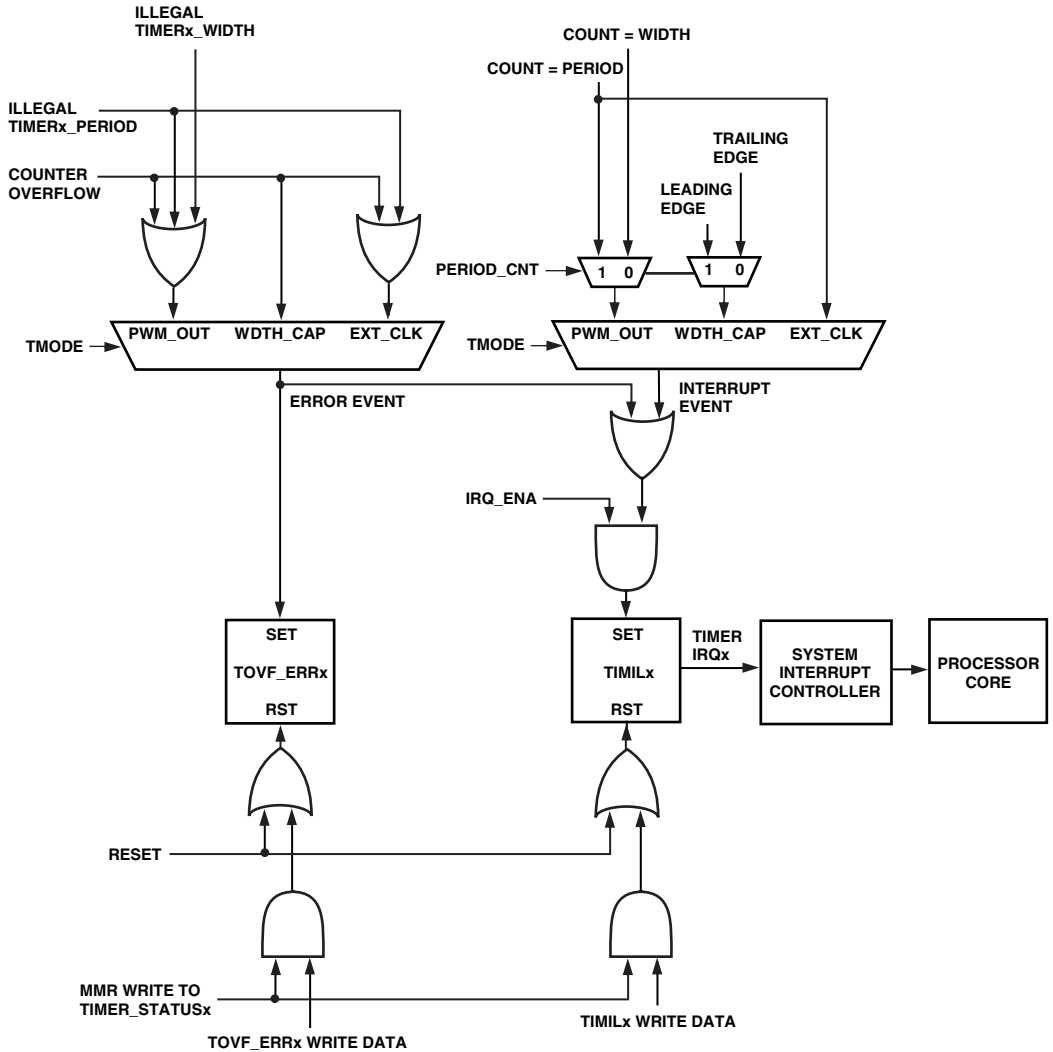 ILLEGAL
TIMERx_WIDTH
COUNT = WIDTH
COUNT = PERIOD
ILLEGAL
TIMERx_PERIOD
TRAILING
EDGE
COUNTER
OVERFLOW
LEADING
EDGE
PERIOD_CNT
1 0
1 0
TMODE
PWM_OUT WDTH_CAP EXT_CLK
TMODE
PWM_OUT WDTH_CAP EXT_CLK
ERROR EVENT
INTERRUPT
EVENT
IRQ_ENA
SET
TOVF_ERRx
RST
SET
TIMILx
RST
TIMER
IRQx
SYSTEM
INTERRUPT
CONTROLLER
PROCESSOR
CORE
RESET
MMR WRITE TO
TIMER_STATUSx
TOVF_ERRx WRITE DATA
TIMILx WRITE DATA